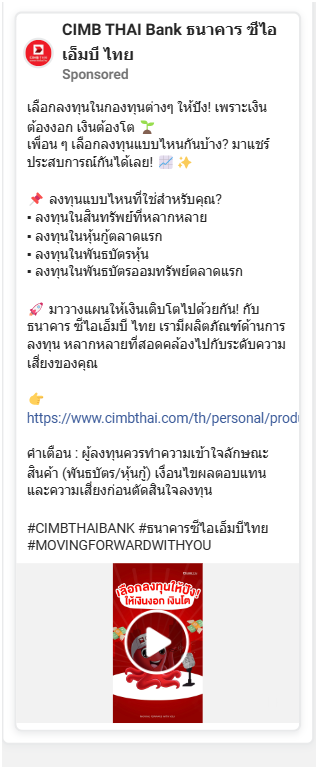 CIMB THAI Bank ธนาคาร ซีไอ
เอ็มบี ไทย
Sponsored
เลือกลงทุนในกองทุนต่างๆ ให้ปัง! เพราะเงิน
ต้องงอก เงินต้องโต 🌱
เพื่อน ๆ เลือกลงทุนแบบไหนกันบ้าง? มาแชร์
ประสบการณ์กันได้เลย! 📈 ✨
📌 ลงทุนแบบไหนที่ใช่สำหรับคุณ?
▪ ลงทุนในสินทรัพย์ที่หลากหลาย
▪ ลงทุนในหุ้นกู้ตลาดแรก
▪ ลงทุนในพันธบัตรหุ้น
▪ ลงทุนในพันธบัตรออมทรัพย์ตลาดแรก
🚀 มาวางแผนให้เงินเติบโตไปด้วยกัน! กับ
ธนาคาร ซีไอเอ็มบี ไทย เรามีผลิตภัณฑ์ด้านการ
ลงทุน หลากหลายที่สอดคล้องไปกับระดับความ
เสี่ยงของคุณ
👉
https://www.cimbthai.com/th/personal/produ
คำเตือน : ผู้ลงทุนควรทำความเข้าใจลักษณะ
สินค้า (พันธบัตร/หุ้นกู้) เงื่อนไขผลตอบแทน
และความเสี่ยงก่อนตัดสินใจลงทุน
#CIMBTHAIBANK #ธนาคารซีไอเอ็มบีไทย
#MOVINGFORWARDWITHYOU
เลือกลงทุนให้ปัง!
ให้เงินงอก เงินโต